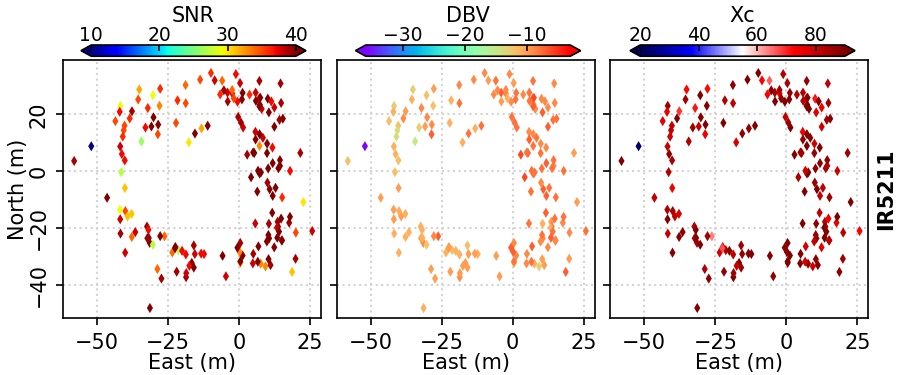 SNR DBV Xc
10 20 30 40 −30 −20 −10 20 40 60 80
North (m)
20
0
−20
−40
IR5211
−50 −25 0 25 −50 −25 0 25 −50 −25 0 25
East (m) East (m) East (m)